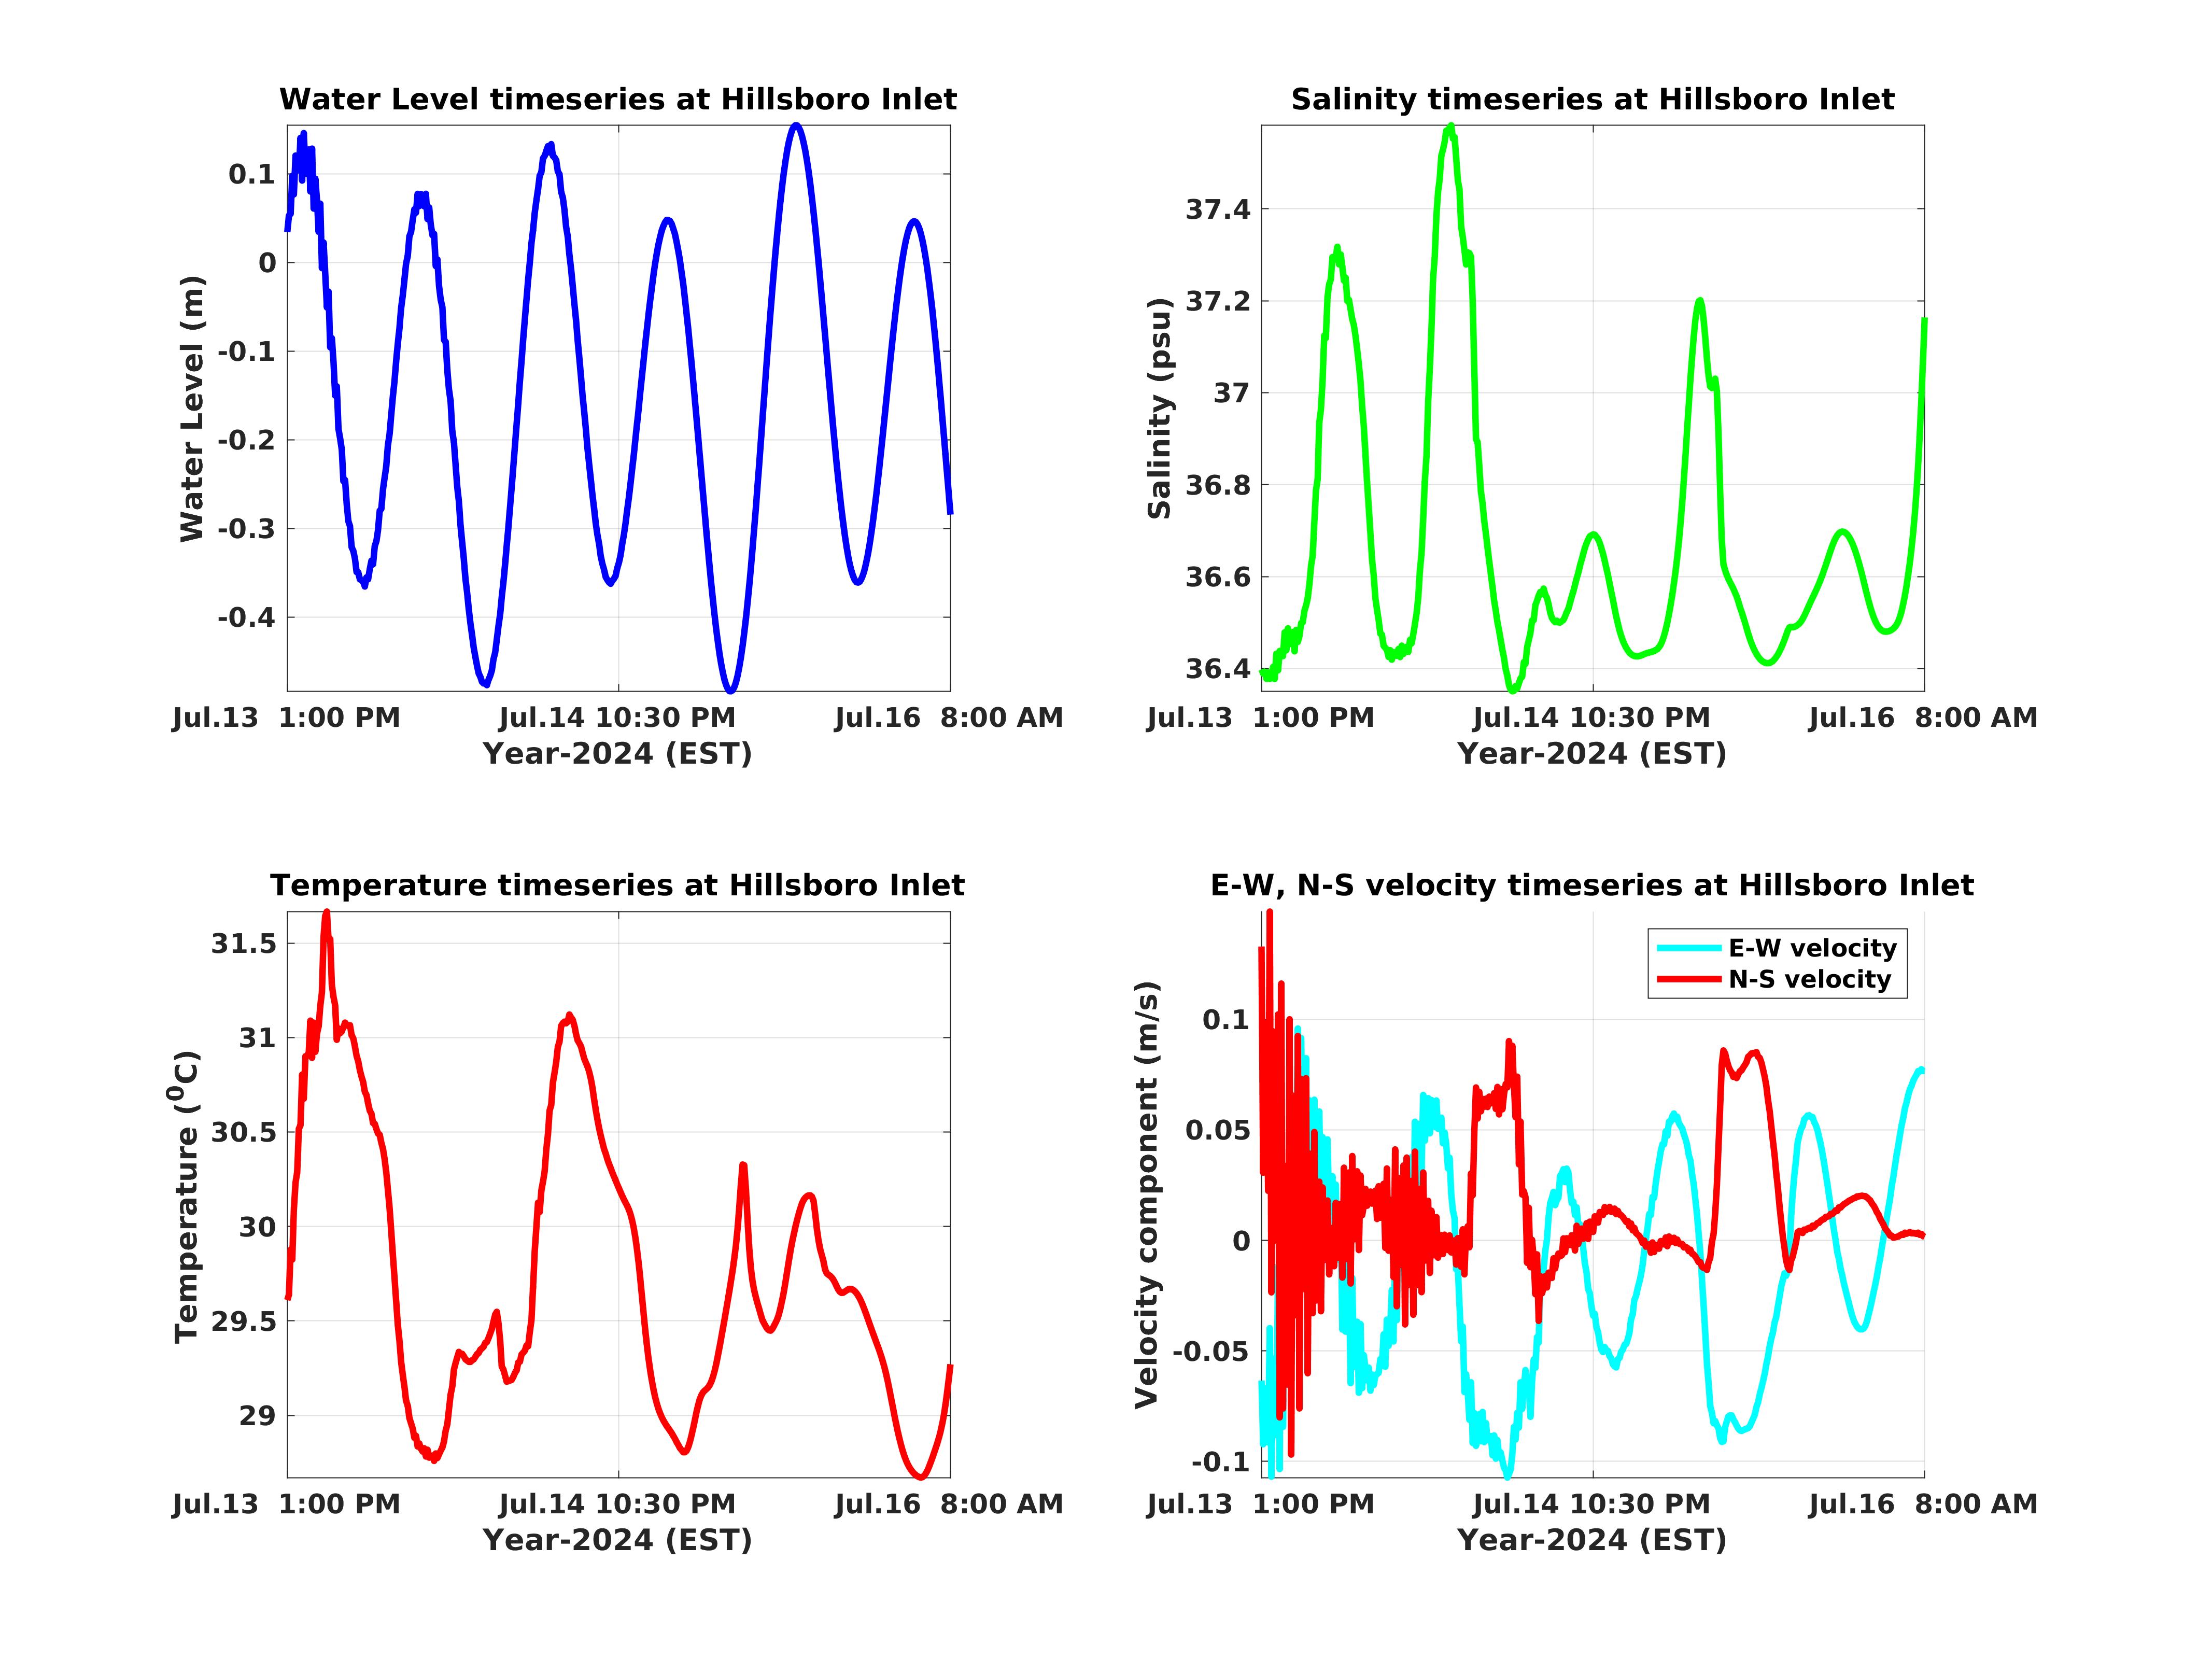 Water Level timeseries at Hillsboro Inlet
0.1
0
-0.1
-0.2
-0.3
-0.4
Water Level (m)
Jul.13  1:00 PM
Jul.14 10:30 PM
Jul.16  8:00 AM
Year-2024 (EST)
Salinity timeseries at Hillsboro Inlet
37.4
37.2
37
36.8
36.6
36.4
Salinity (psu)
Jul.13  1:00 PM
Jul.14 10:30 PM
Jul.16  8:00 AM
Year-2024 (EST)
Temperature timeseries at Hillsboro Inlet
31.5
31
30.5
30
29.5
29
Temperature (⁰C)
Jul.13  1:00 PM
Jul.14 10:30 PM
Jul.16  8:00 AM
Year-2024 (EST)
E-W, N-S velocity timeseries at Hillsboro Inlet
E-W velocity
N-S velocity
0.1
0.05
0
-0.05
-0.1
Velocity component (m/s)
Jul.13  1:00 PM
Jul.14 10:30 PM
Jul.16  8:00 AM
Year-2024 (EST)